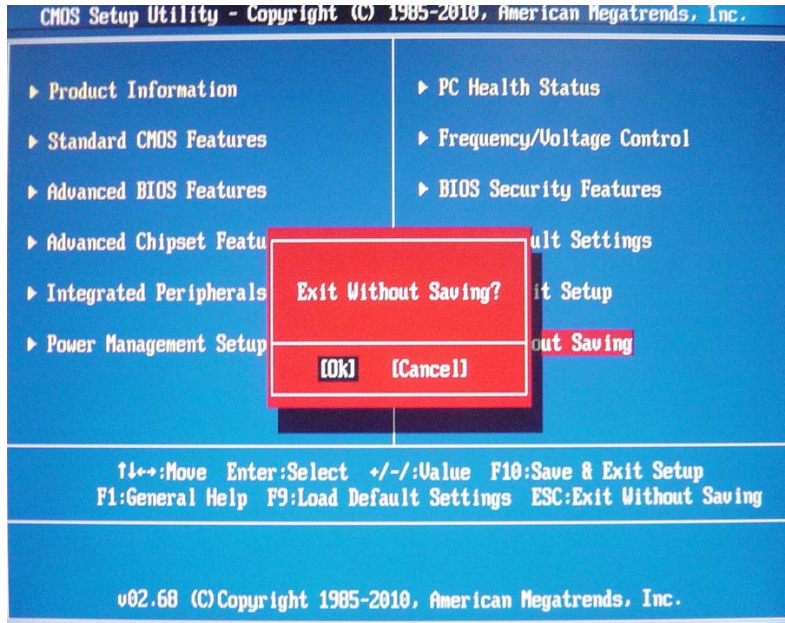 CMOS Setup Utility - Copyright (C) 1985-2010, American Megatrends, Inc.
Product Information
Standard CMOS Features
Advanced BIOS Features
Advanced Chipset Featu
Integrated Peripherals
Power Management Setup
PC Health Status
Frequency/Voltage Control
BIOS Security Features
ult Settings
it Setup
out Saving
Exit Without Saving?
[Ok] [Cancel]
↑↓←→:Move Enter:Select +/-/:Value F10:Save & Exit Setup
F1:General Help F9:Load Default Settings ESC:Exit Without Saving
v02.68 (C)Copyright 1985-2010, American Megatrends, Inc.